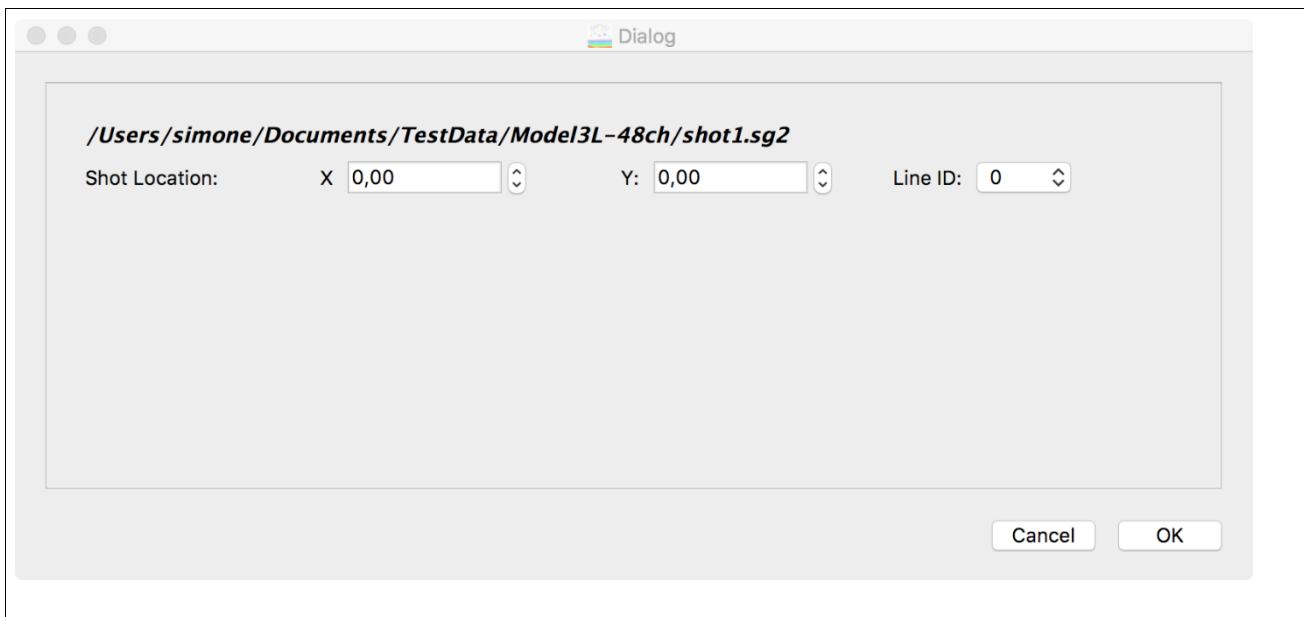 Dialog
/Users/simone/Documents/TestData/Model3L-48ch/shot1.sg2
Shot Location: X 0,00 Y: 0,00 Line ID: 0
Cancel OK